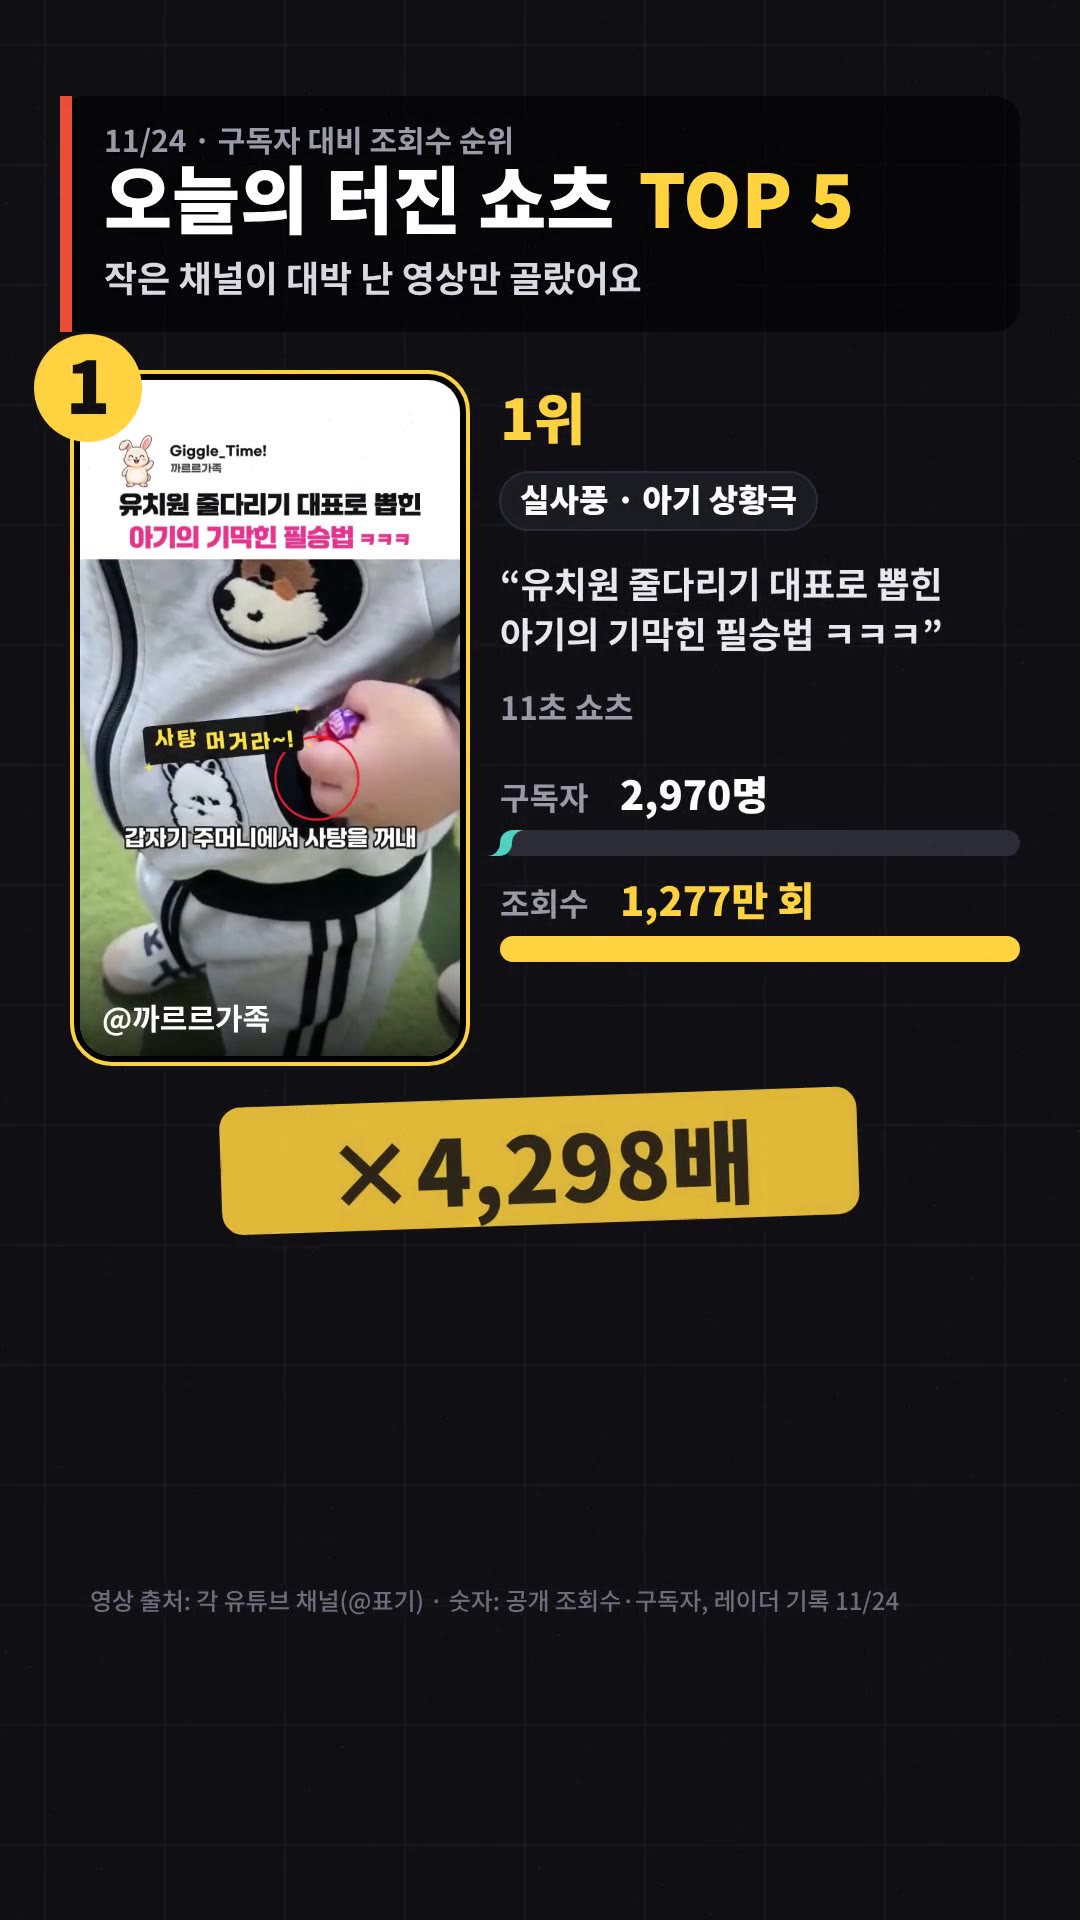 11/24 · 구독자 대비 조회수 순위
오늘의 터진 쇼츠 TOP 5
작은 채널이 대박 난 영상만 골랐어요
1
Giggle_Time!
까르르가족
유치원 줄다리기 대표로 뽑힌
아기의 기막힌 필승법 ㅋㅋㅋ
사탕 머거라~!
갑자기 주머니에서 사탕을 꺼내
@까르르가족
1위
실사풍 · 아기 상황극
“유치원 줄다리기 대표로 뽑힌
아기의 기막힌 필승법 ㅋㅋㅋ”
11초 쇼츠
구독자 2,970명
조회수 1,277만 회
×4,298배
영상 출처: 각 유튜브 채널(@표기) · 숫자: 공개 조회수·구독자, 레이더 기록 11/24